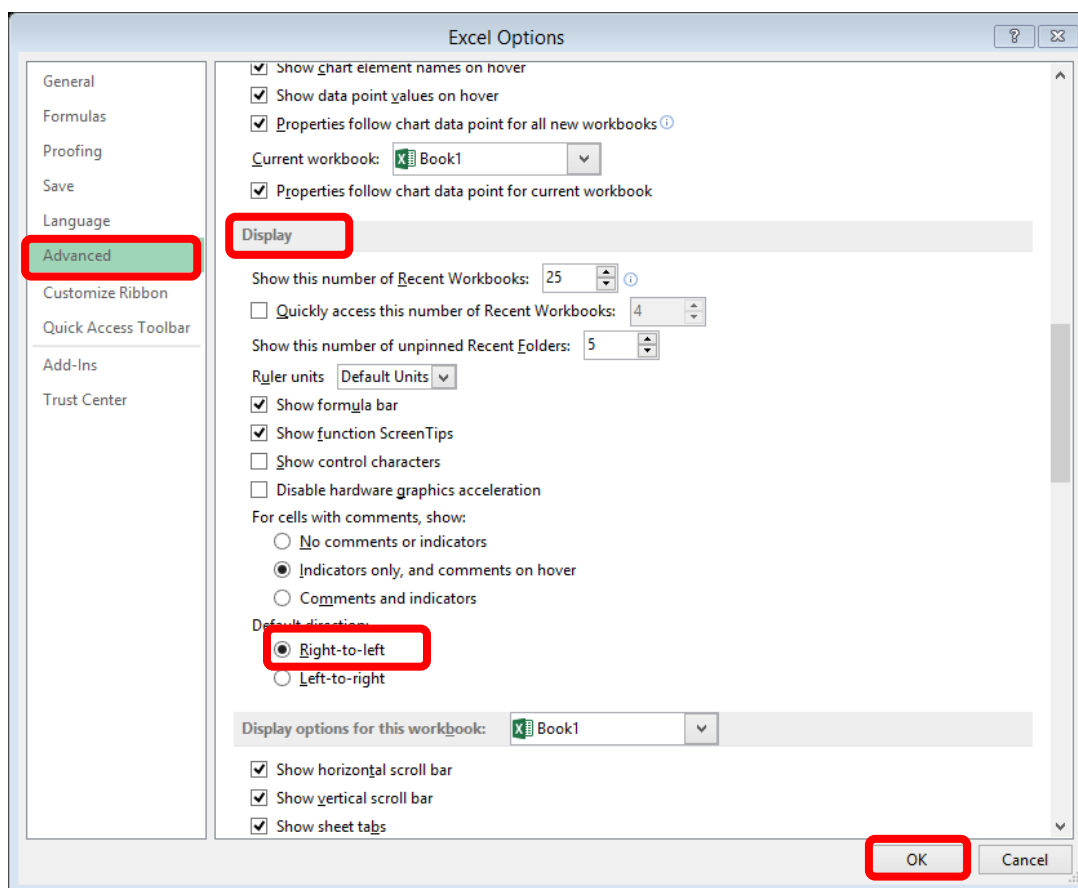 Excel Options
General
Formulas
Proofing
Save
Language
Advanced
Customize Ribbon
Quick Access Toolbar
Add-Ins
Trust Center
Show chart element names on hover
Show data point values on hover
Properties follow chart data point for all new workbooks
Current workbook: Book1
Properties follow chart data point for current workbook
Display
Show this number of Recent Workbooks: 25
Quickly access this number of Recent Workbooks: 4
Show this number of unpinned Recent Folders: 5
Ruler units Default Units
Show formula bar
Show function ScreenTips
Show control characters
Disable hardware graphics acceleration
For cells with comments, show:
No comments or indicators
Indicators only, and comments on hover
Comments and indicators
Default direction:
Right-to-left
Left-to-right
Display options for this workbook: Book1
Show horizontal scroll bar
Show vertical scroll bar
Show sheet tabs
OK Cancel